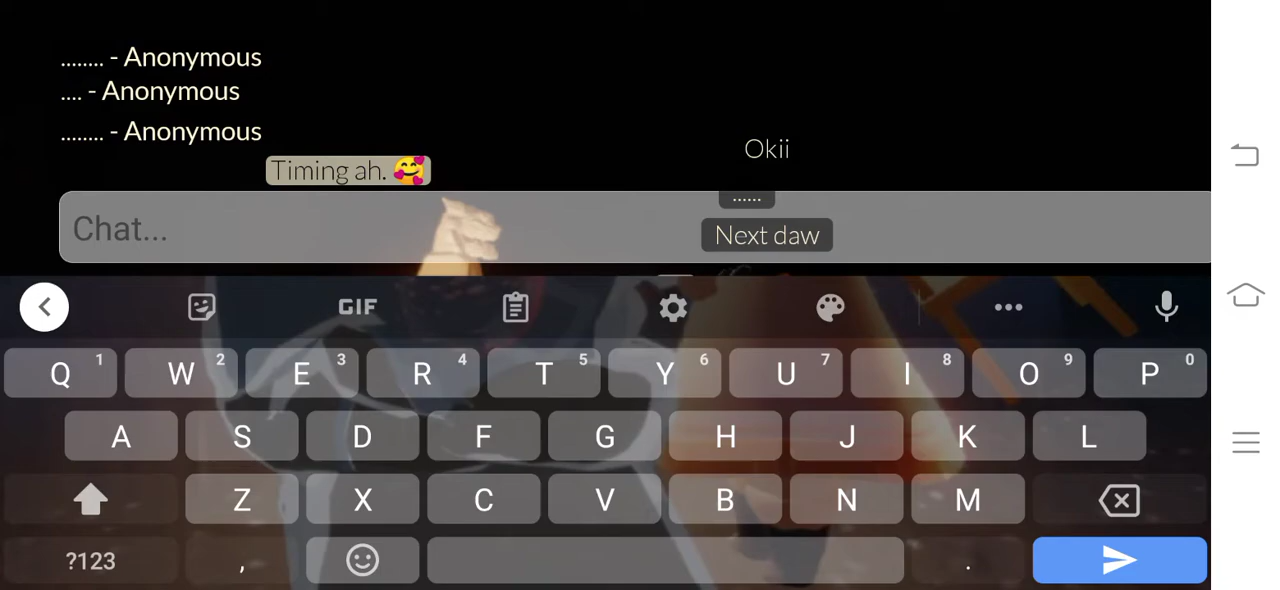 ........ - Anonymous
.... - Anonymous
........ - Anonymous
Okii
Timing ah. 🥰
......
Chat...
Next daw
GIF
Q 1 W 2 E 3 R 4 T 5 Y 6 U 7 I 8 O 9 P 0
A S D F G H J K L
Z X C V B N M
?123 , .